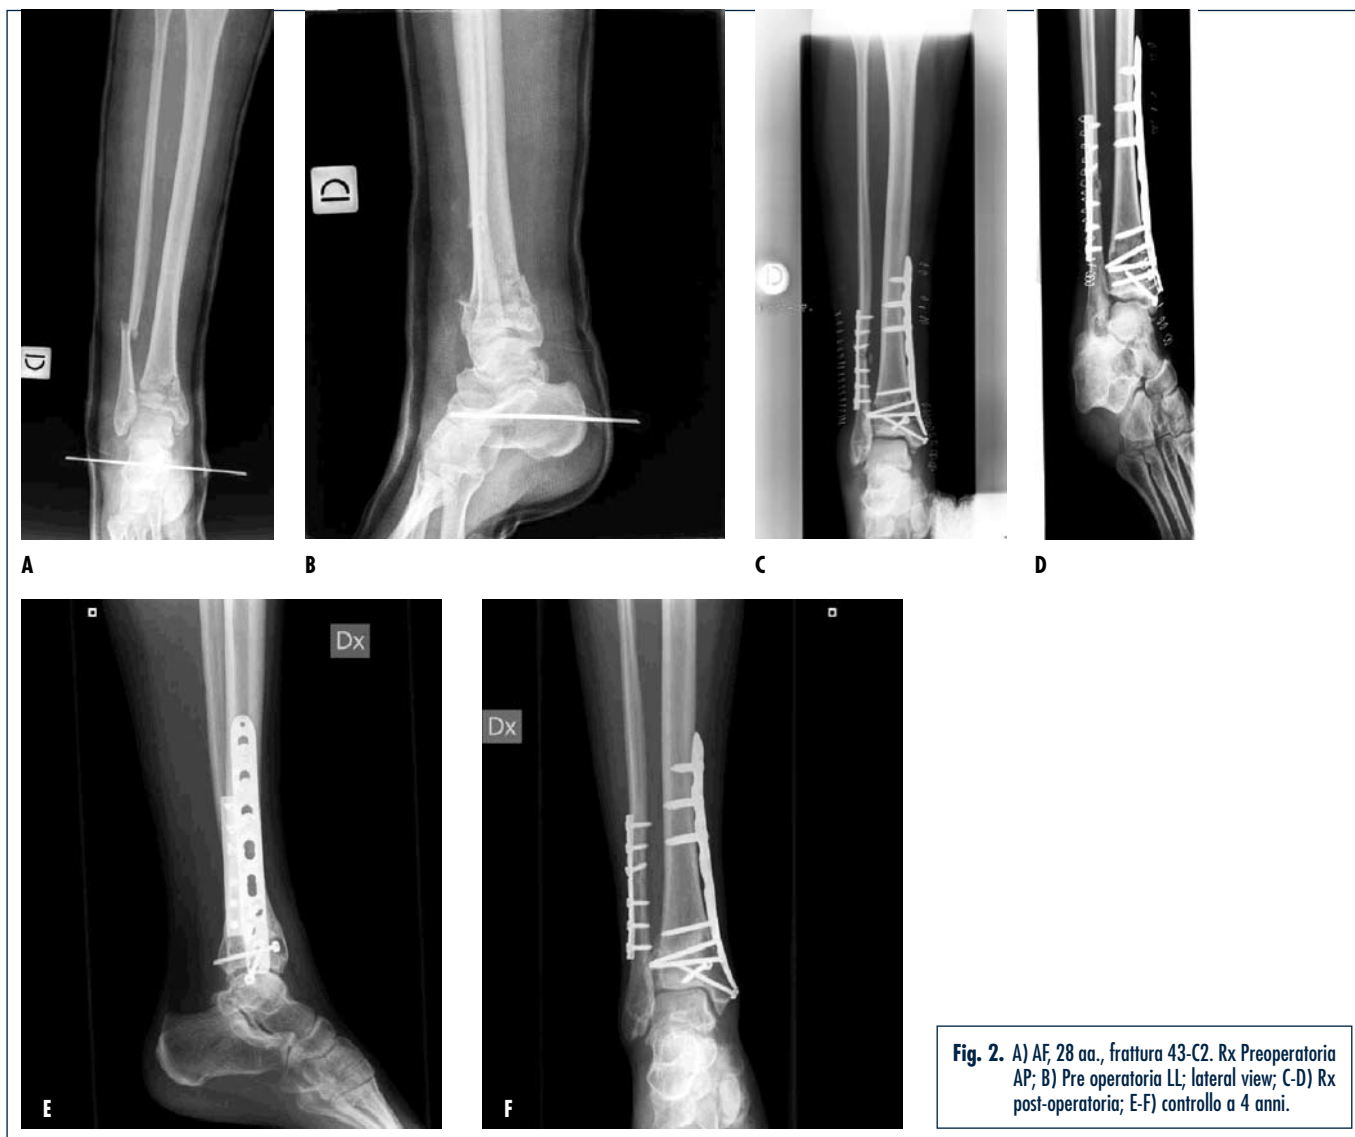 D
D
D
D
A
B
C
D
Dx
Dx
E
F
Fig. 2. A) AF, 28 aa., frattura 43-C2. Rx Preoperatoria
AP; B) Pre operatoria LL; lateral view; C-D) Rx
post-operatoria; E-F) controllo a 4 anni.